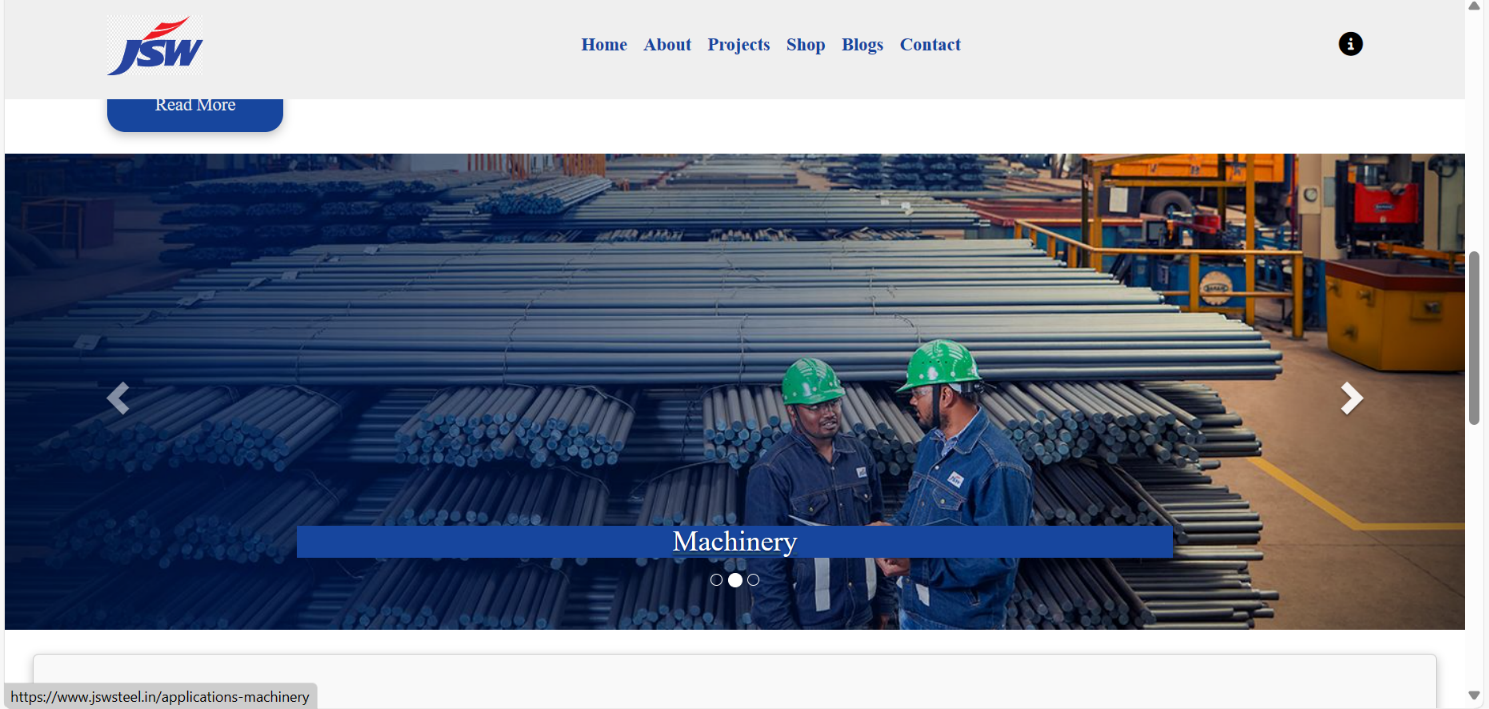 JSW
Home About Projects Shop Blogs Contact
Read More
Machinery
https://www.jswsteel.in/applications-machinery